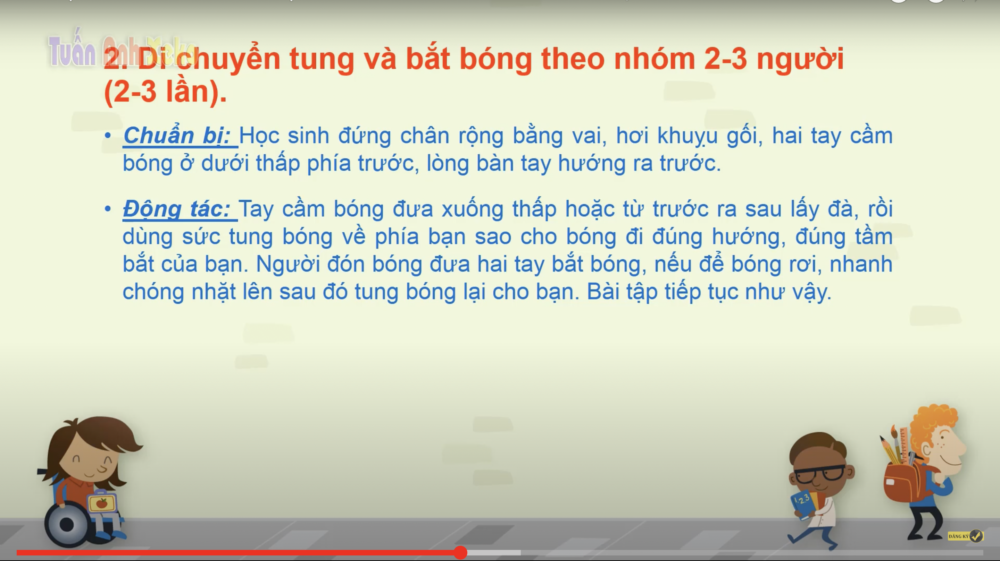 Tuấn Anh Xeko
2. Di chuyển tung và bắt bóng theo nhóm 2-3 người
(2-3 lần).
• Chuẩn bị: Học sinh đứng chân rộng bằng vai, hơi khuỵu gối, hai tay cầm
bóng ở dưới thấp phía trước, lòng bàn tay hướng ra trước.
• Động tác: Tay cầm bóng đưa xuống thấp hoặc từ trước ra sau lấy đà, rồi
dùng sức tung bóng về phía bạn sao cho bóng đi đúng hướng, đúng tầm
bắt của bạn. Người đón bóng đưa hai tay bắt bóng, nếu để bóng rơi, nhanh
chóng nhặt lên sau đó tung bóng lại cho bạn. Bài tập tiếp tục như vậy.
1.2.3
ĐĂNG KÝ